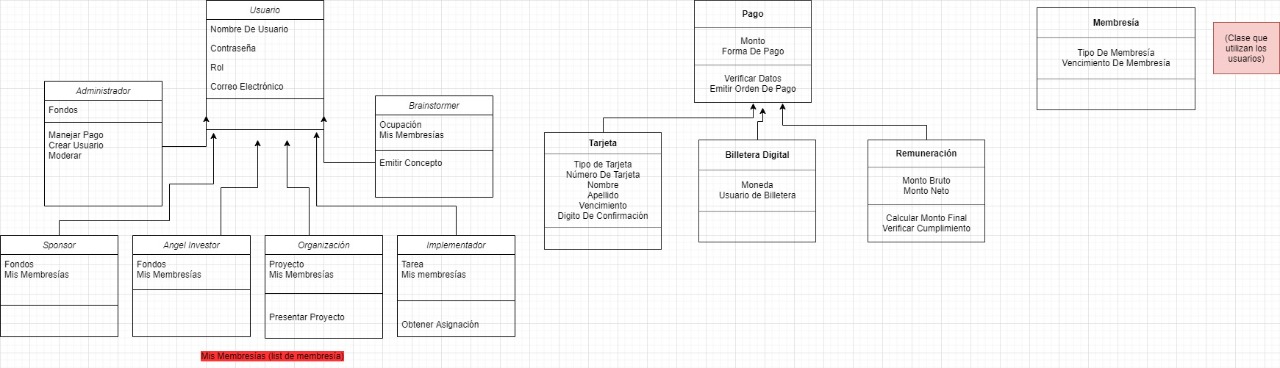 Usuario
Nombre De Usuario
Contraseña
Rol
Correo Electrónico
Administrador
Fondos
Manejar Pago
Crear Usuario
Moderar
Brainstormer
Ocupación
Mis Membresías
Emitir Concepto
Sponsor
Fondos
Mis Membresías
Angel Investor
Fondos
Mis Membresías
Organización
Proyecto
Mis Membresías
Presentar Proyecto
Implementador
Tarea
Mis membresías
Obtener Asignación
Mis Membresías (list de membresía)
Pago
Monto
Forma De Pago
Verificar Datos
Emitir Orden De Pago
Tarjeta
Tipo de Tarjeta
Número De Tarjeta
Nombre
Apellido
Vencimiento
Dígito De Confirmación
Billetera Digital
Moneda
Usuario de Billetera
Remuneración
Monto Bruto
Monto Neto
Calcular Monto Final
Verificar Cumplimiento
Membresía
Tipo De Membresía
Vencimiento De Membresía
(Clase que
utilizan los
usuarios)